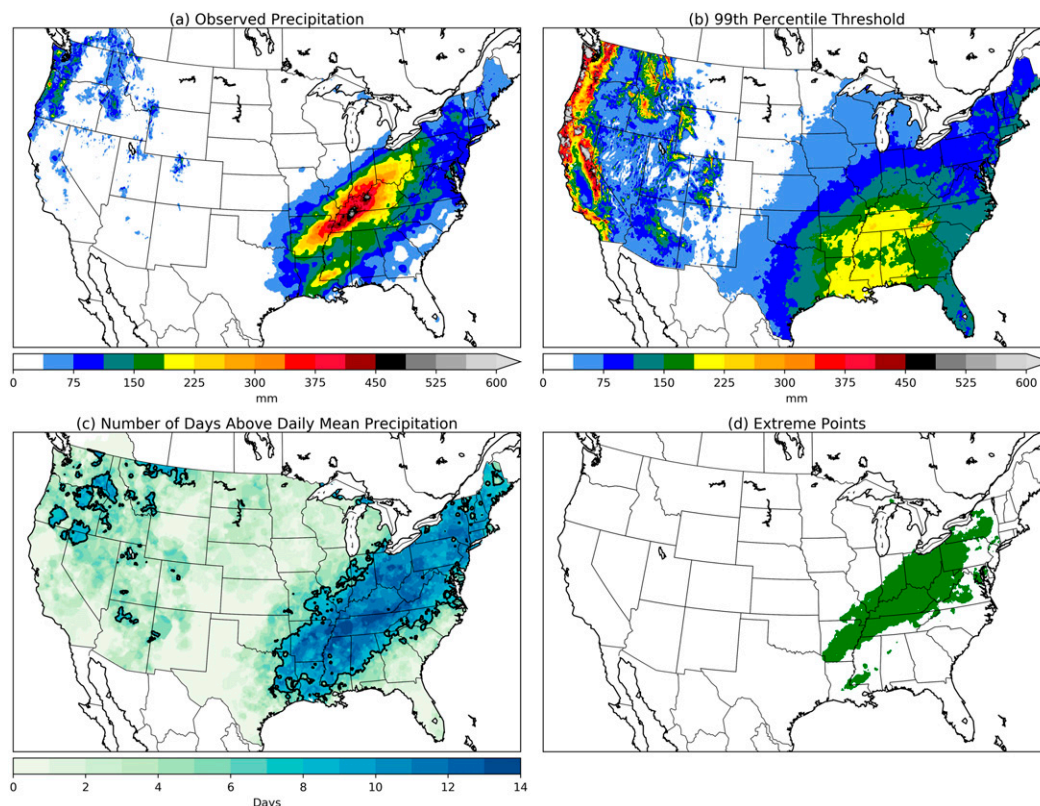 (a) Observed Precipitation
0 75 150 225 300 375 450 525 600
mm
(b) 99th Percentile Threshold
0 75 150 225 300 375 450 525 600
mm
(c) Number of Days Above Daily Mean Precipitation
0 2 4 6 8 10 12 14
Days
(d) Extreme Points